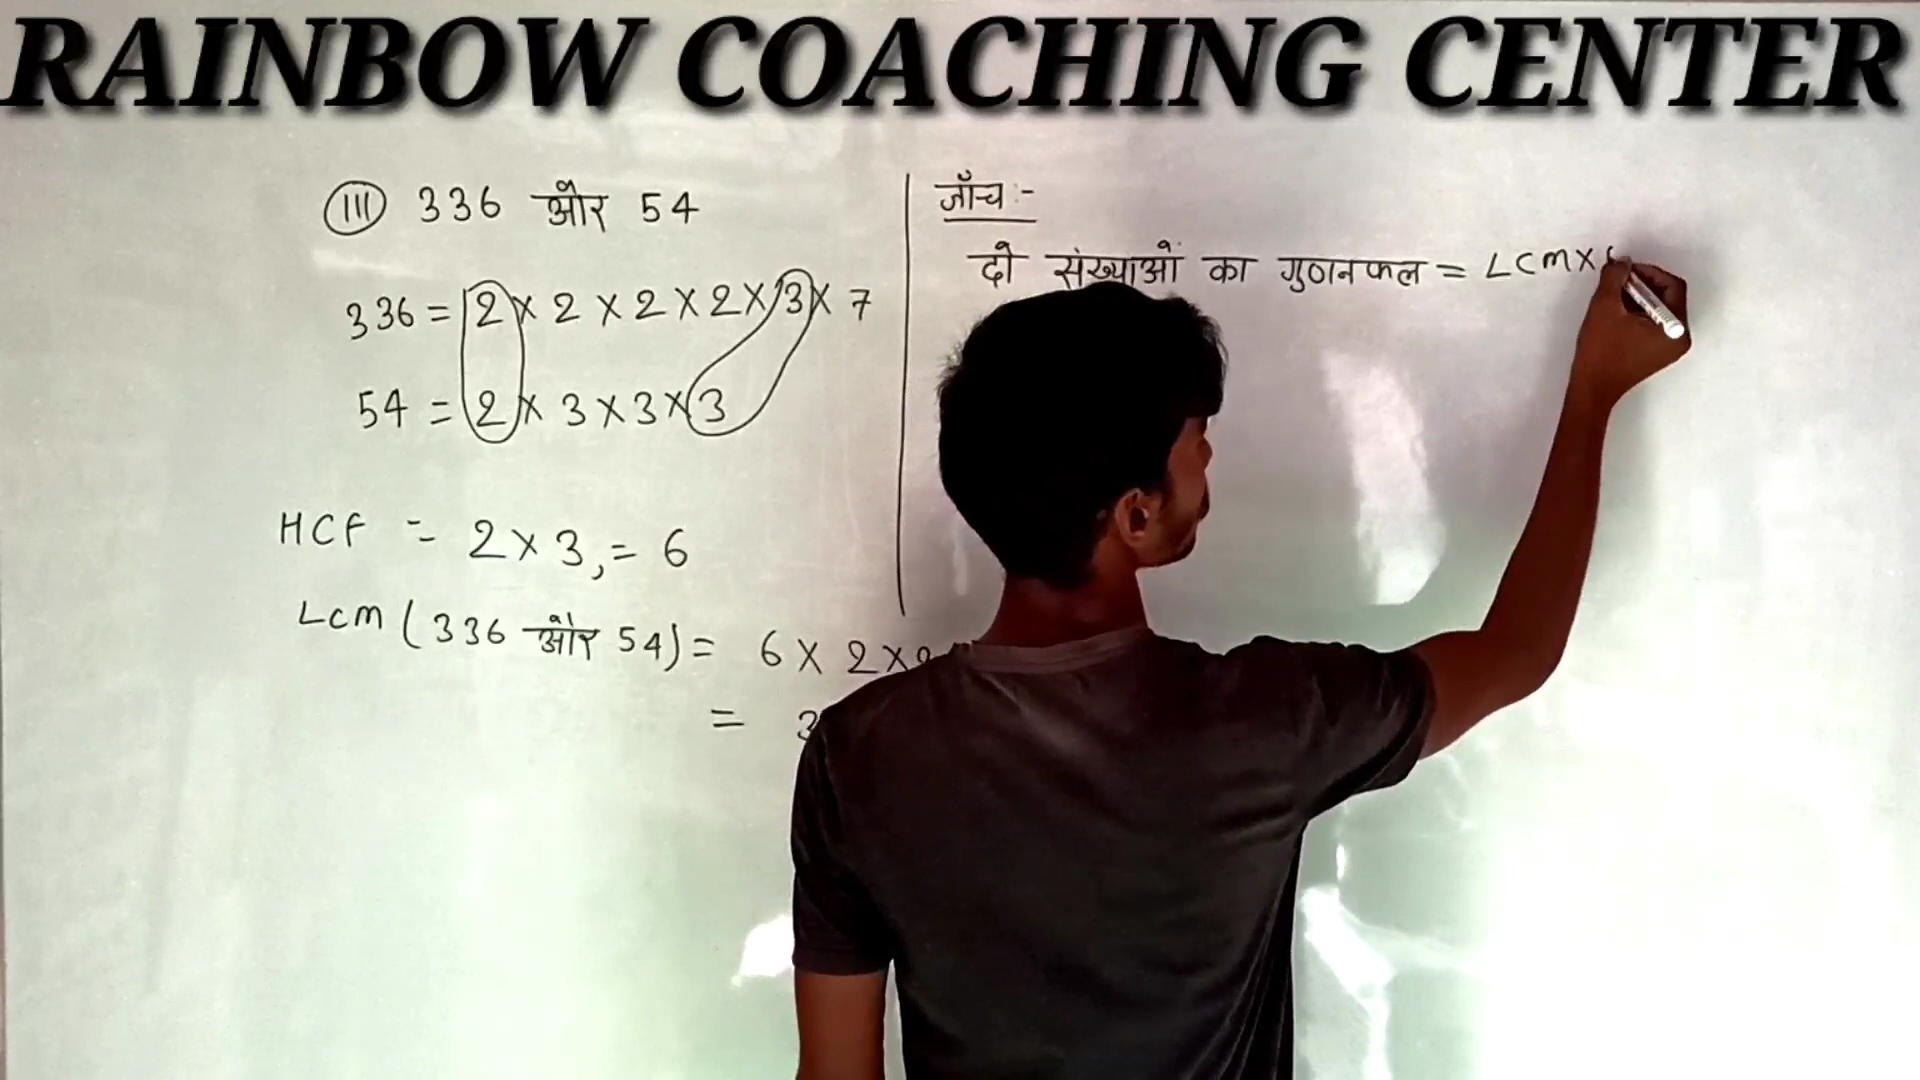 RAINBOW COACHING CENTER
III 336 और 54
336 = 2 × 2 × 2 × 2 × 3 × 7
54 = 2 × 3 × 3 × 3
HCF = 2 × 3, = 6
LCM (336 और 54) = 6 × 2 ×
= 3
जाँच :-
दो संख्याओं का गुणनफल = LCM ×